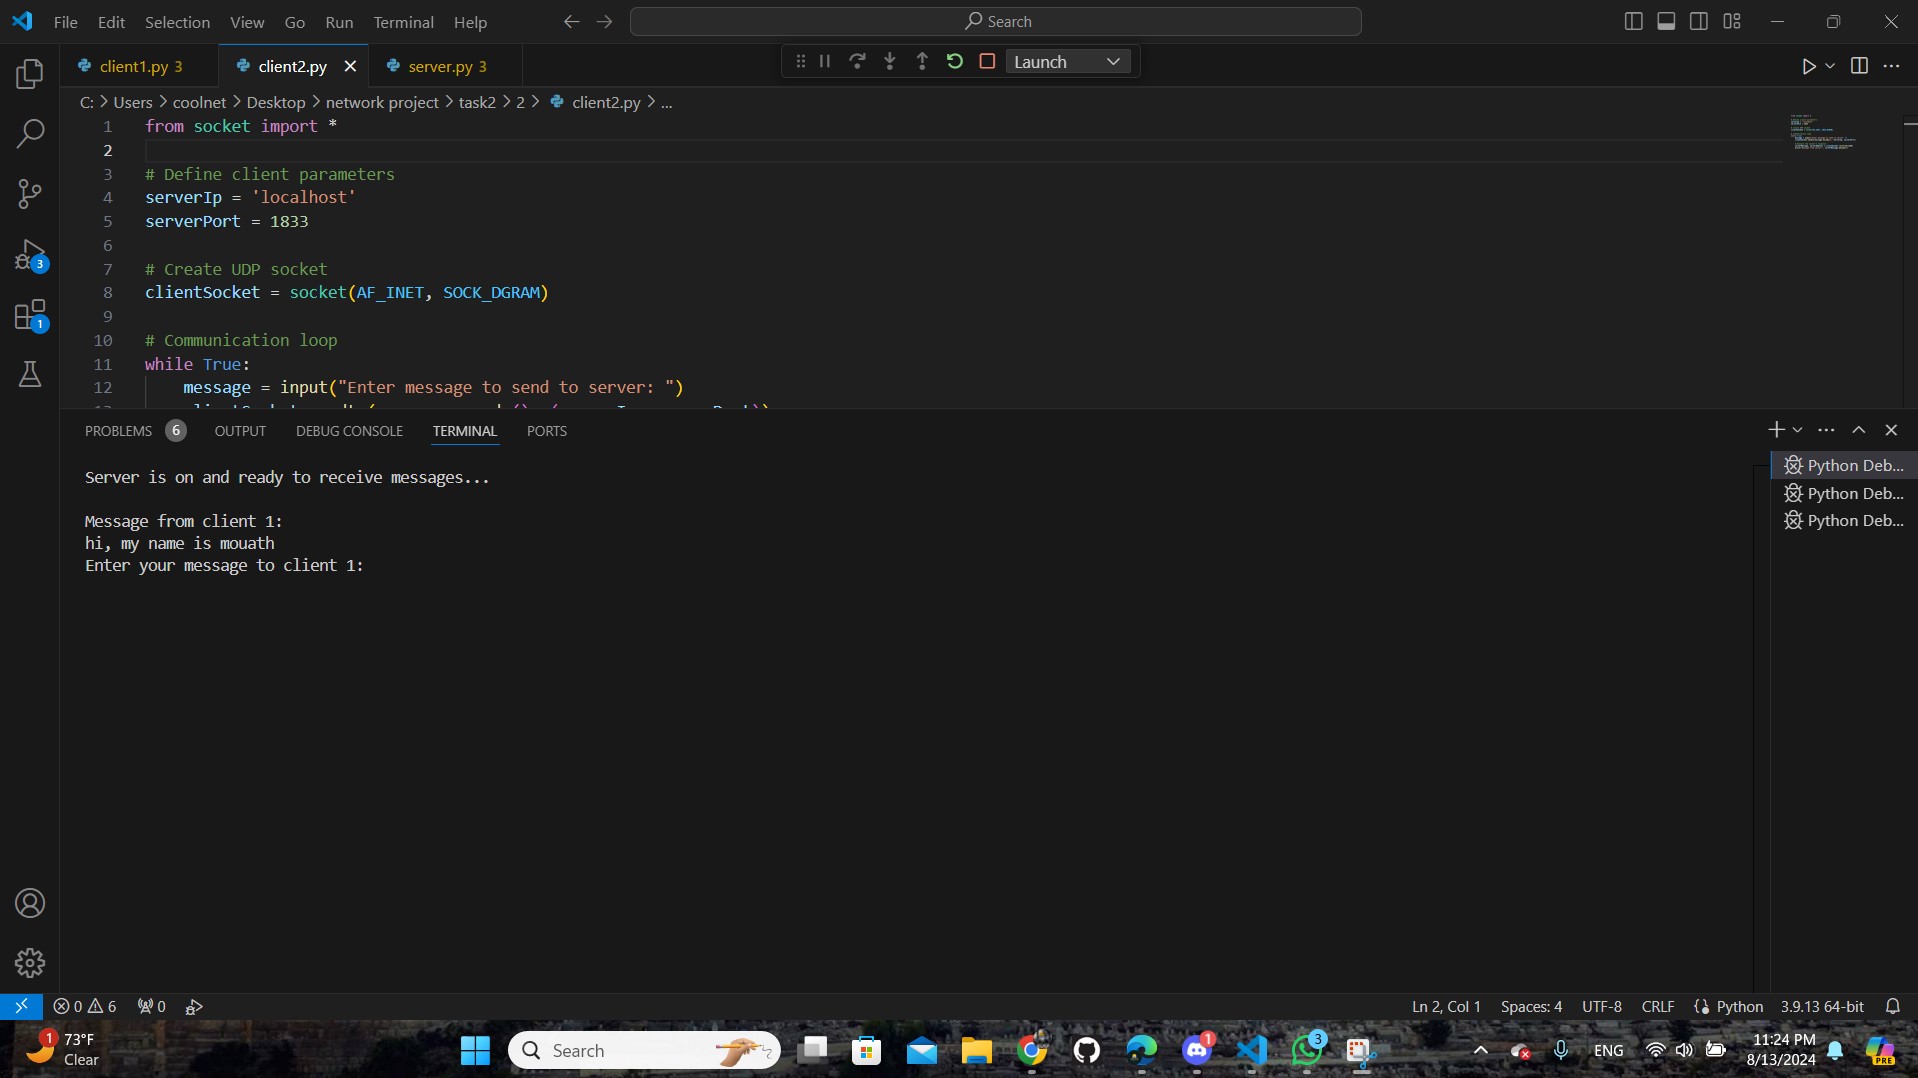 File Edit Selection View Go Run Terminal Help
Search
client1.py 3
client2.py
server.py 3
Launch
C: > Users > coolnet > Desktop > network project > task2 > 2 > client2.py > ...
1 from socket import *
2
3 # Define client parameters
4 serverIp = 'localhost'
5 serverPort = 1833
6
7 # Create UDP socket
8 clientSocket = socket(AF_INET, SOCK_DGRAM)
9
10 # Communication loop
11 while True:
12 message = input("Enter message to send to server: ")
3
1
PROBLEMS 6 OUTPUT DEBUG CONSOLE TERMINAL PORTS
Server is on and ready to receive messages...
Message from client 1:
hi, my name is mouath
Enter your message to client 1:
Python Deb...
Python Deb...
Python Deb...
0 6 0
Ln 2, Col 1 Spaces: 4 UTF-8 CRLF {} Python 3.9.13 64-bit
1
73°F
Clear
Search
1
3
ENG
11:24 PM
8/13/2024
PRE